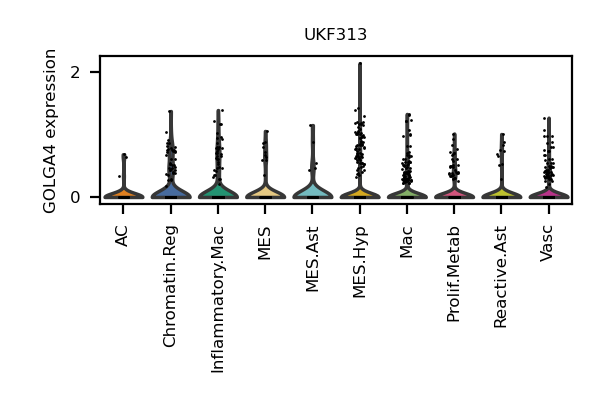 UKF313
GOLGA4 expression
2
0
AC
Chromatin.Reg
Inflammatory.Mac
MES
MES.Ast
MES.Hyp
Mac
Prolif.Metab
Reactive.Ast
Vasc